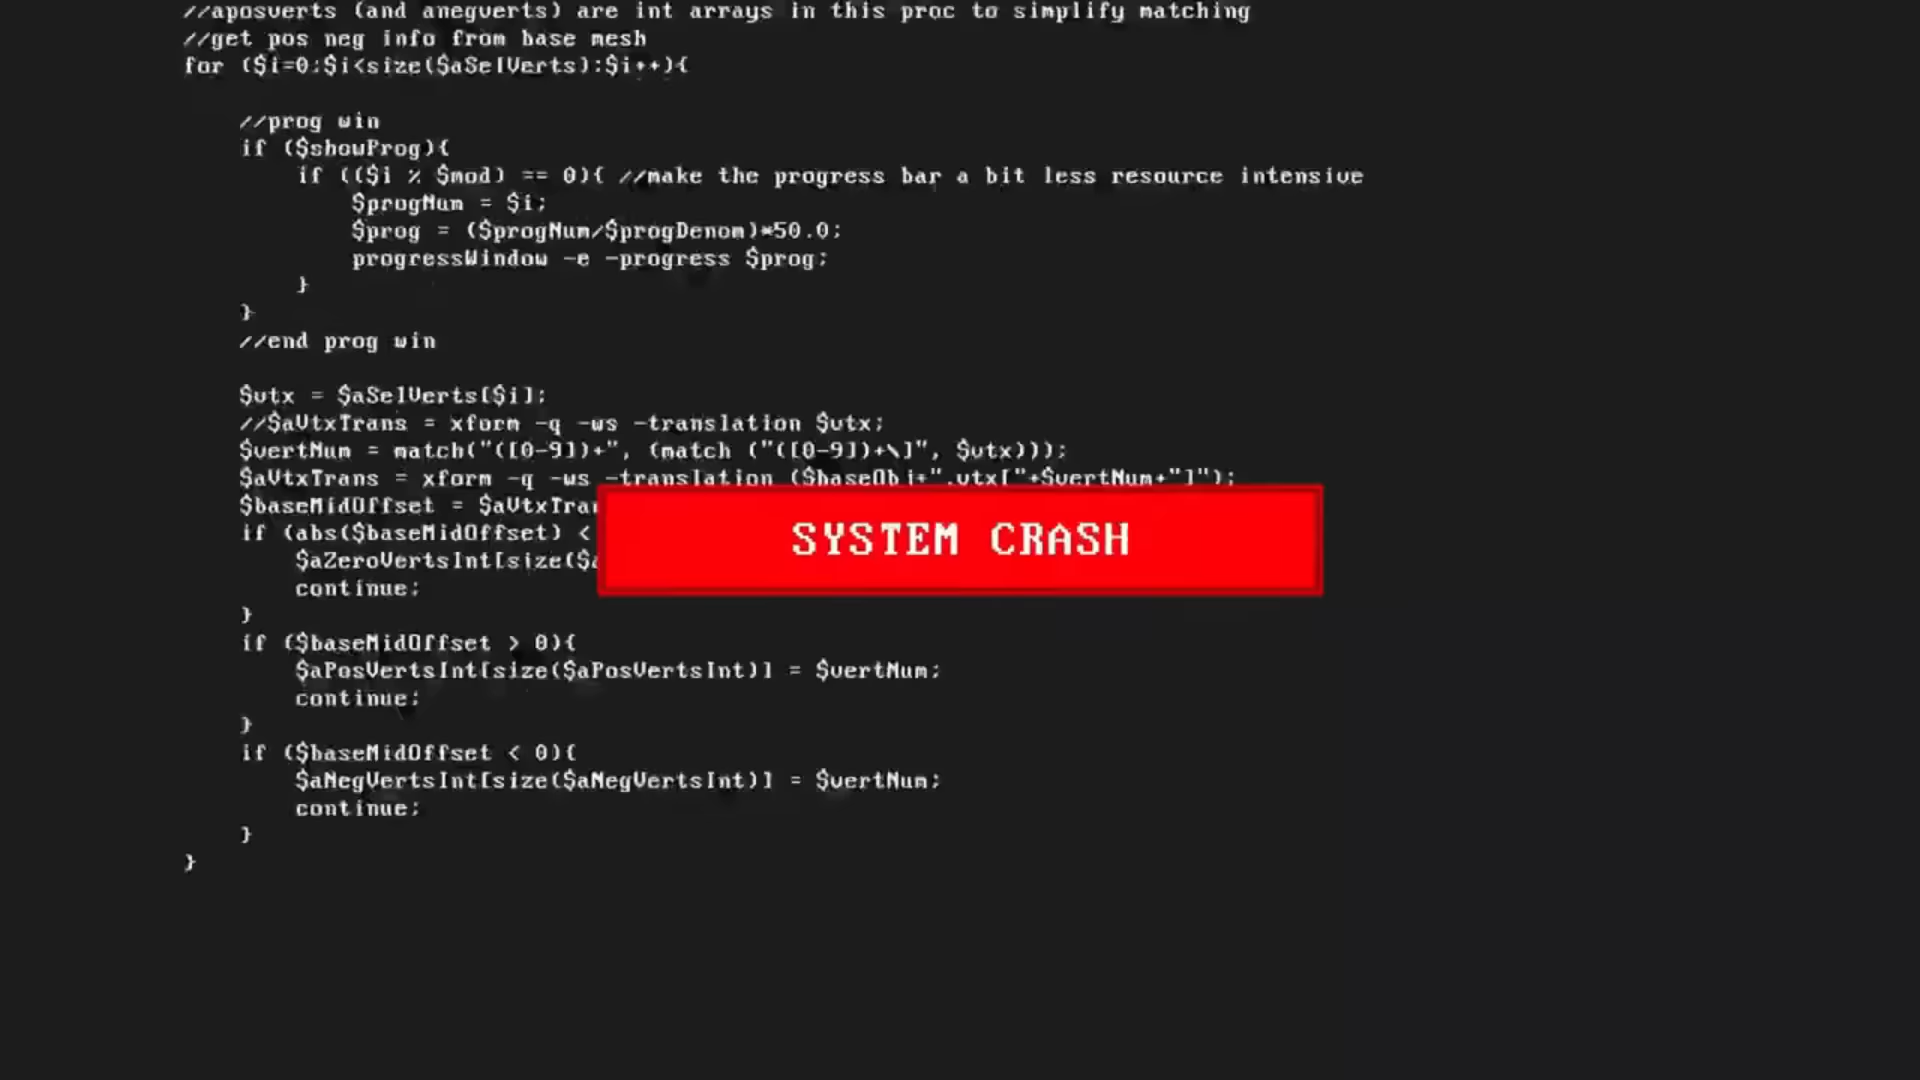 //aposverts (and anegverts) are int arrays in this proc to simplify matching
//get pos neg info from base mesh
for ($i=0;$i<size($aSelVerts);$i++){
//prog win
if ($showProg){
if (($i % $mod) == 0){ //make the progress bar a bit less resource intensive
$progNum = $i;
$prog = ($progNum/$progDenom)*50.0;
progressWindow -e -progress $prog;
}
}
//end prog win
$vtx = $aSelVerts[$i];
//$aVtxTrans = xform -q -ws -translation $vtx;
$vertNum = match("([0-9])+", (match ("([0-9])+\]", $vtx)));
$aVtxTrans = xform -q -ws -translation ($baseObj+".vtx["+$vertNum+"]");
$baseMidOffset = $aVtxTran
if (abs($baseMidOffset) <
SYSTEM CRASH
$aZeroVertsInt[size($a
continue;
}
if ($baseMidOffset > 0){
$aPosVertsInt[size($aPosVertsInt)] = $vertNum;
continue;
}
if ($baseMidOffset < 0){
$aNegVertsInt[size($aNegVertsInt)] = $vertNum;
continue;
}
}